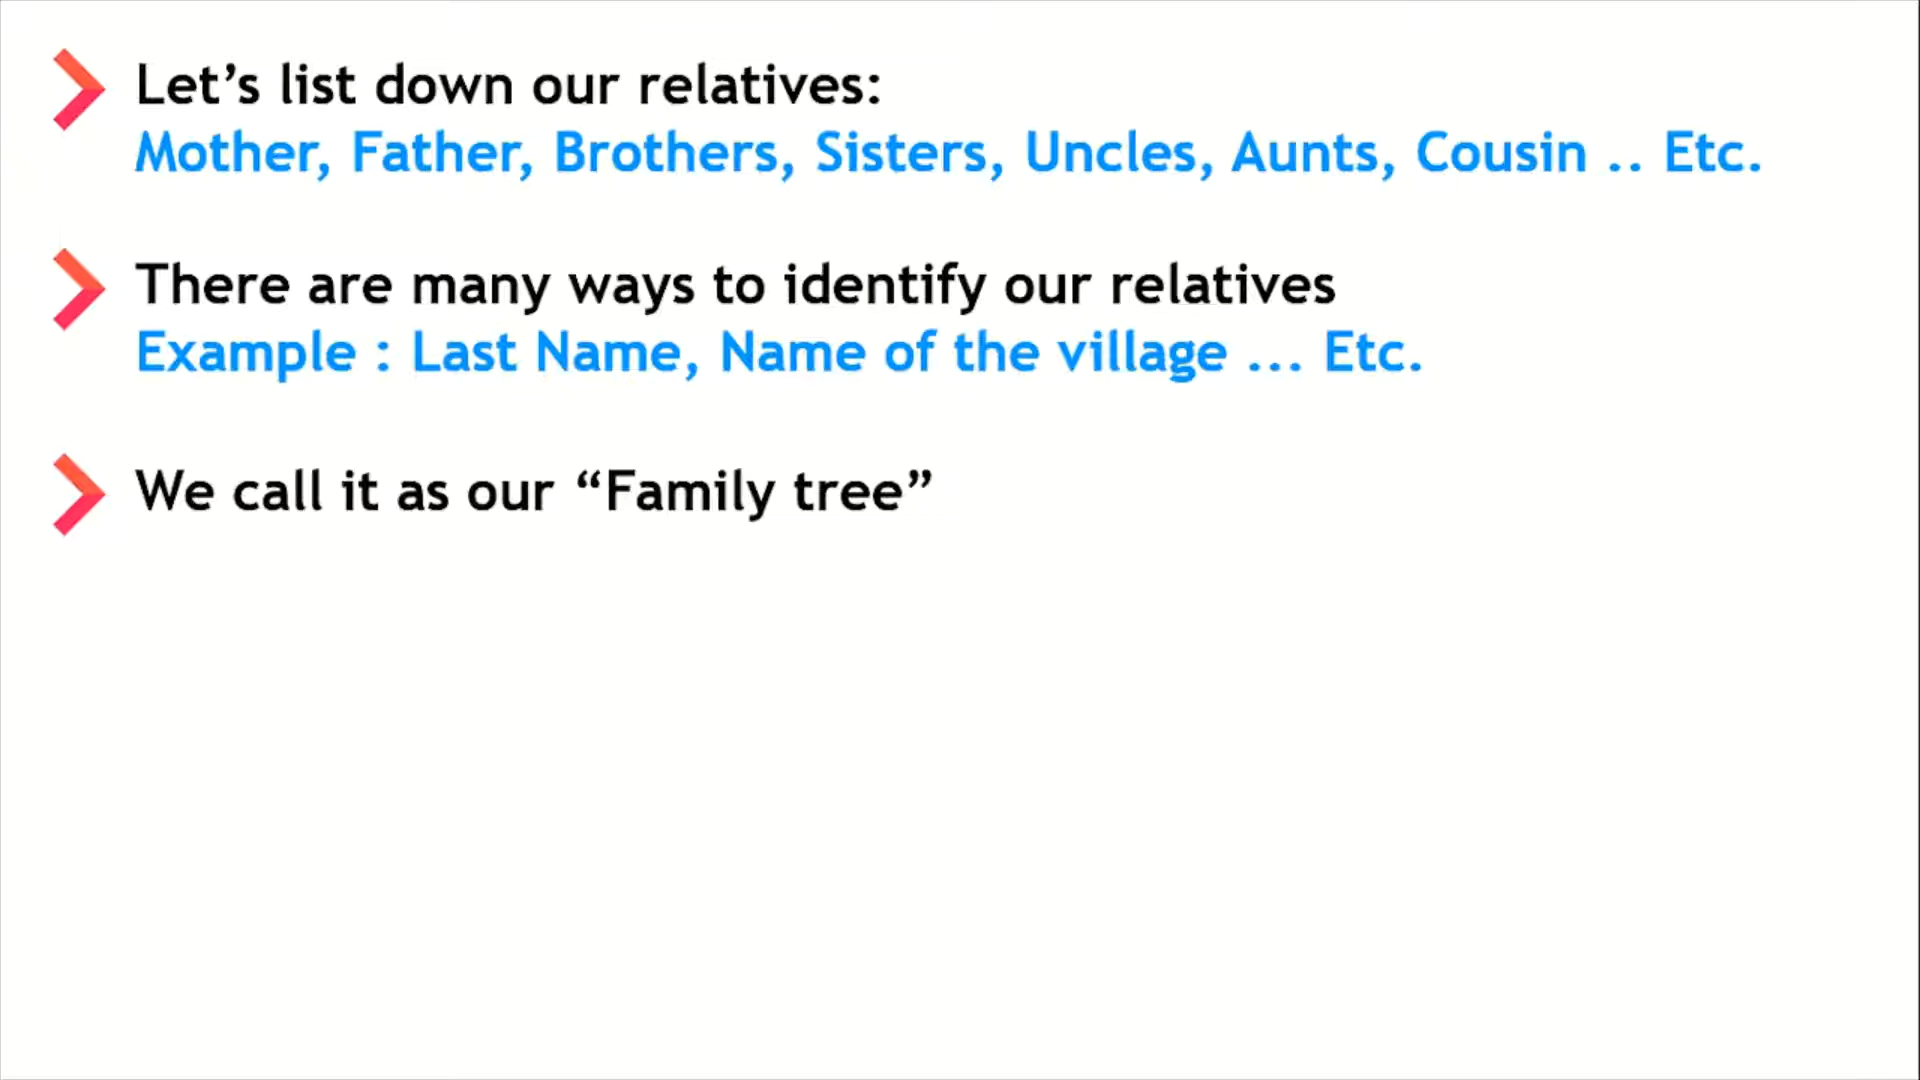 Let’s list down our relatives:
Mother, Father, Brothers, Sisters, Uncles, Aunts, Cousin .. Etc.
There are many ways to identify our relatives
Example : Last Name, Name of the village ... Etc.
We call it as our “Family tree”